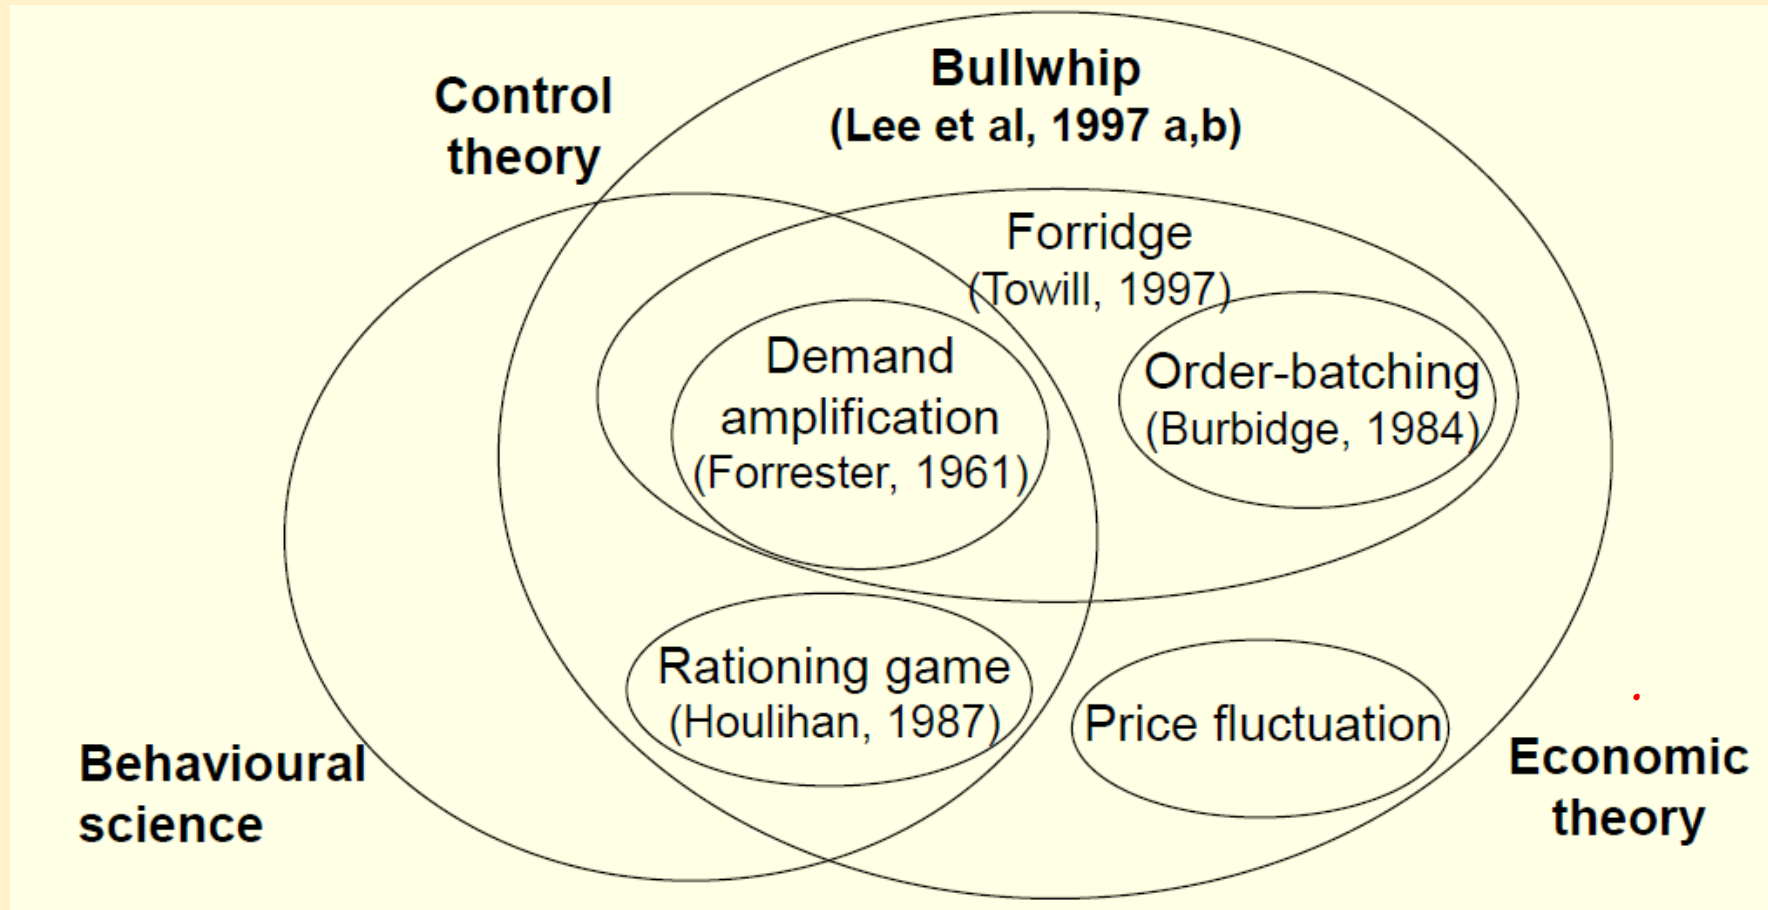 Bullwhip
(Lee et al, 1997 a,b)
Control
theory
Forridge
(Towill, 1997)
Demand
amplification
(Forrester, 1961)
Order-batching
(Burbidge, 1984)
Rationing game
(Houlihan, 1987)
Price fluctuation
Behavioural
science
Economic
theory